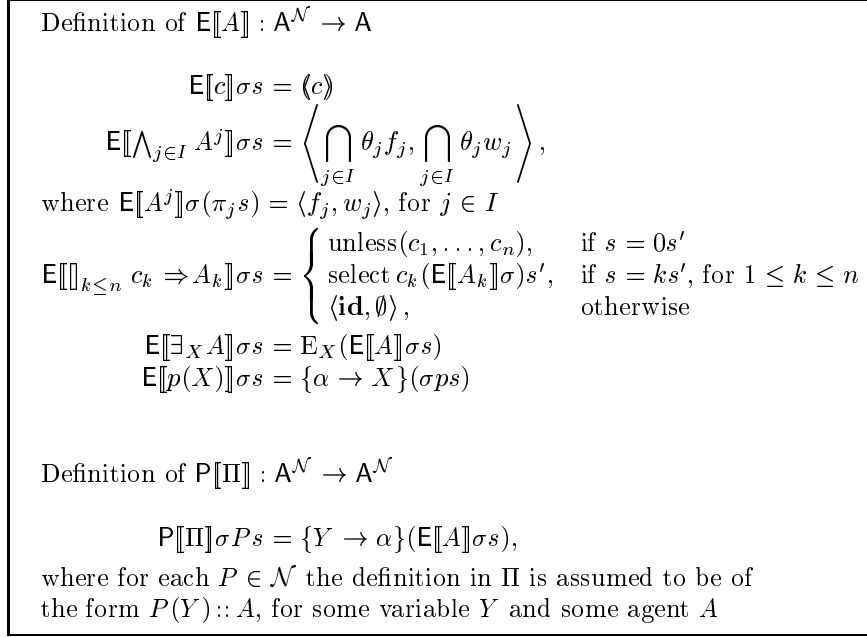 Definition of E⟦A⟧ : A^𝒩 → A
E⟦c⟧σs = ⦅c⦆
E⟦⋀_{j∈I} A^j⟧σs = ⟨ ⋂_{j∈I} θ_j f_j, ⋂_{j∈I} θ_j w_j ⟩,
where E⟦A^j⟧σ(π_j s) = ⟨f_j, w_j⟩, for j ∈ I
E⟦[]_{k≤n} c_k ⇒ A_k⟧σs = { unless(c_1, . . . , c_n), if s = 0s′
select c_k(E⟦A_k⟧σ)s′, if s = ks′, for 1 ≤ k ≤ n
⟨id, ∅⟩, otherwise
E⟦∃_X A⟧σs = E_X(E⟦A⟧σs)
E⟦p(X)⟧σs = {α → X}(σps)
Definition of P⟦Π⟧ : A^𝒩 → A^𝒩
P⟦Π⟧σPs = {Y → α}(E⟦A⟧σs),
where for each P ∈ 𝒩 the definition in Π is assumed to be of
the form P(Y) :: A, for some variable Y and some agent A